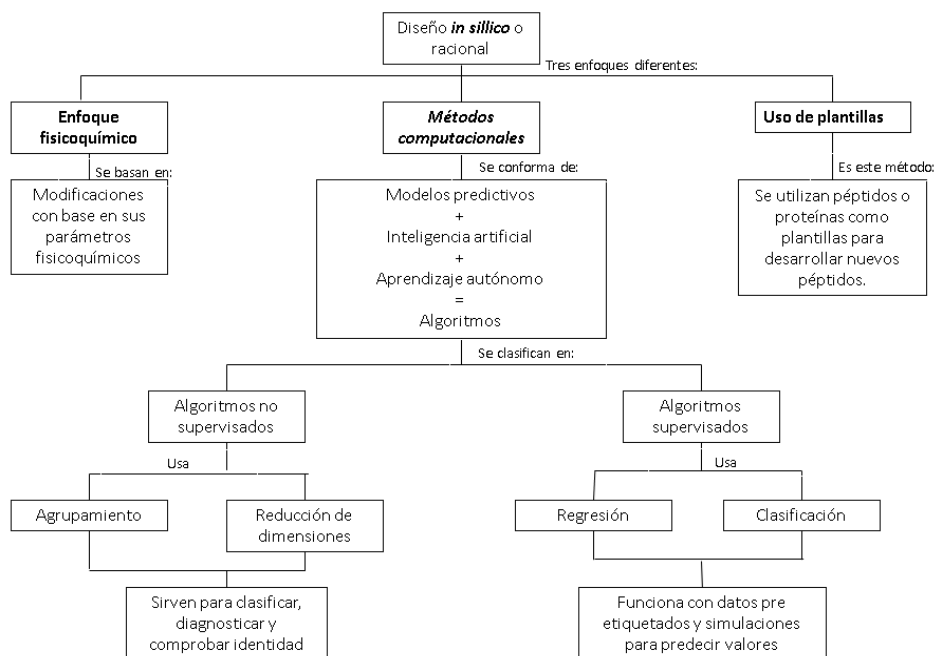 Diseño in sillico o
racional
Tres enfoques diferentes:
Enfoque
fisicoquímico
Métodos
computacionales
Uso de plantillas
Se basan en:
Se conforma de:
Es este método:
Modificaciones
con base en sus
parámetros
fisicoquímicos
Modelos predictivos
+
Inteligencia artificial
+
Aprendizaje autónomo
=
Algoritmos
Se utilizan péptidos o
proteínas como
plantillas para
desarrollar nuevos
péptidos.
Se clasifican en:
Algoritmos no
supervisados
Algoritmos
supervisados
Usa
Usa
Agrupamiento
Reducción de
dimensiones
Regresión
Clasificación
Sirven para clasificar,
diagnosticar y
comprobar identidad
Funciona con datos pre
etiquetados y simulaciones
para predecir valores